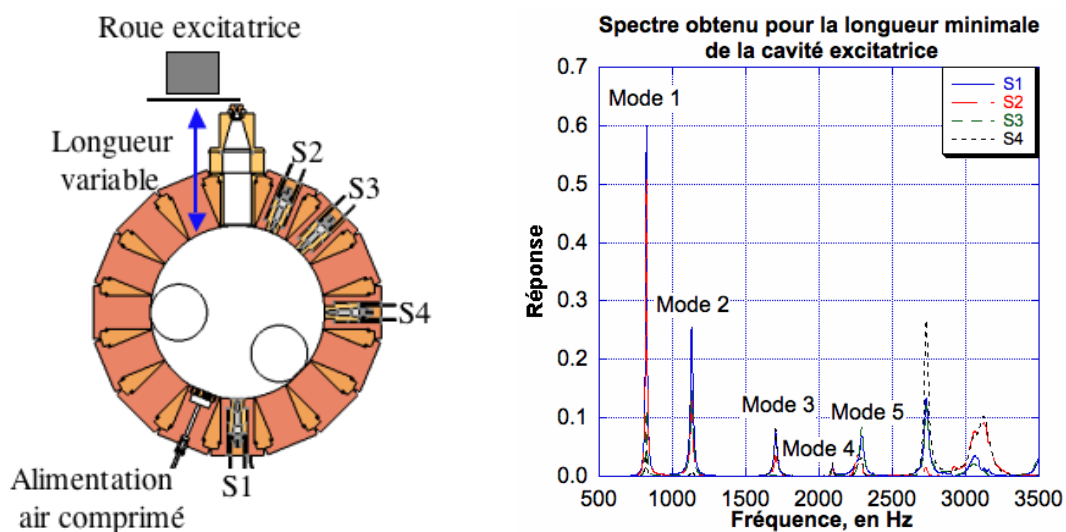 Roue excitatrice
Longueur
variable
S2
S3
S4
S1
Alimentation
air comprimé
Spectre obtenu pour la longueur minimale
de la cavité excitatrice
0.7
0.6
0.5
0.4
0.3
0.2
0.1
0.0
Réponse
Mode 1
Mode 2
Mode 3
Mode 4
Mode 5
S1
S2
S3
S4
500 1000 1500 2000 2500 3000 3500
Fréquence, en Hz